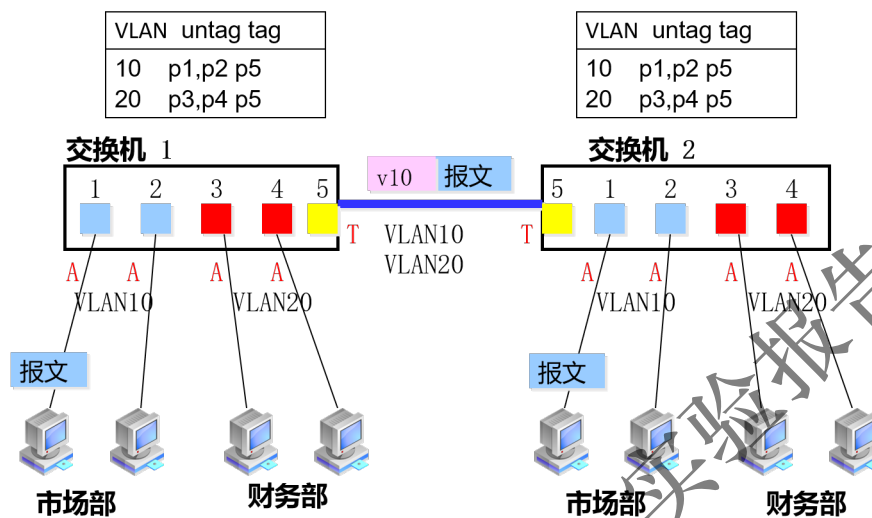 VLAN untag tag
10 p1,p2 p5
20 p3,p4 p5
VLAN untag tag
10 p1,p2 p5
20 p3,p4 p5
交换机 1
交换机 2
v10 报文
1 2 3 4 5
5 1 2 3 4
T VLAN10 T
VLAN20
A A A A
VLAN10 VLAN20
A A A A
VLAN10 VLAN20
报文
报文
市场部 财务部
市场部 财务部
实验报告